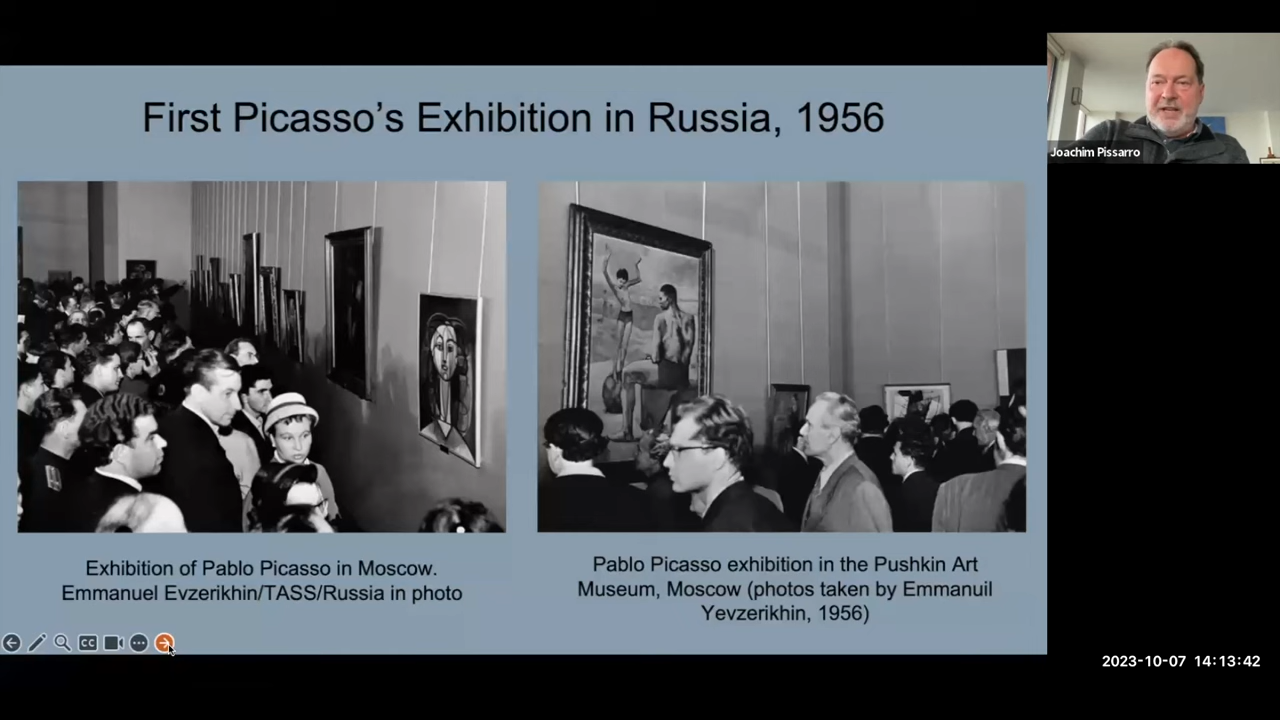 First Picasso’s Exhibition in Russia, 1956
Joachim Pissarro
Exhibition of Pablo Picasso in Moscow.
Emmanuel Evzerikhin/TASS/Russia in photo
Pablo Picasso exhibition in the Pushkin Art
Museum, Moscow (photos taken by Emmanuil
Yevzerikhin, 1956)
CC
2023-10-07 14:13:42